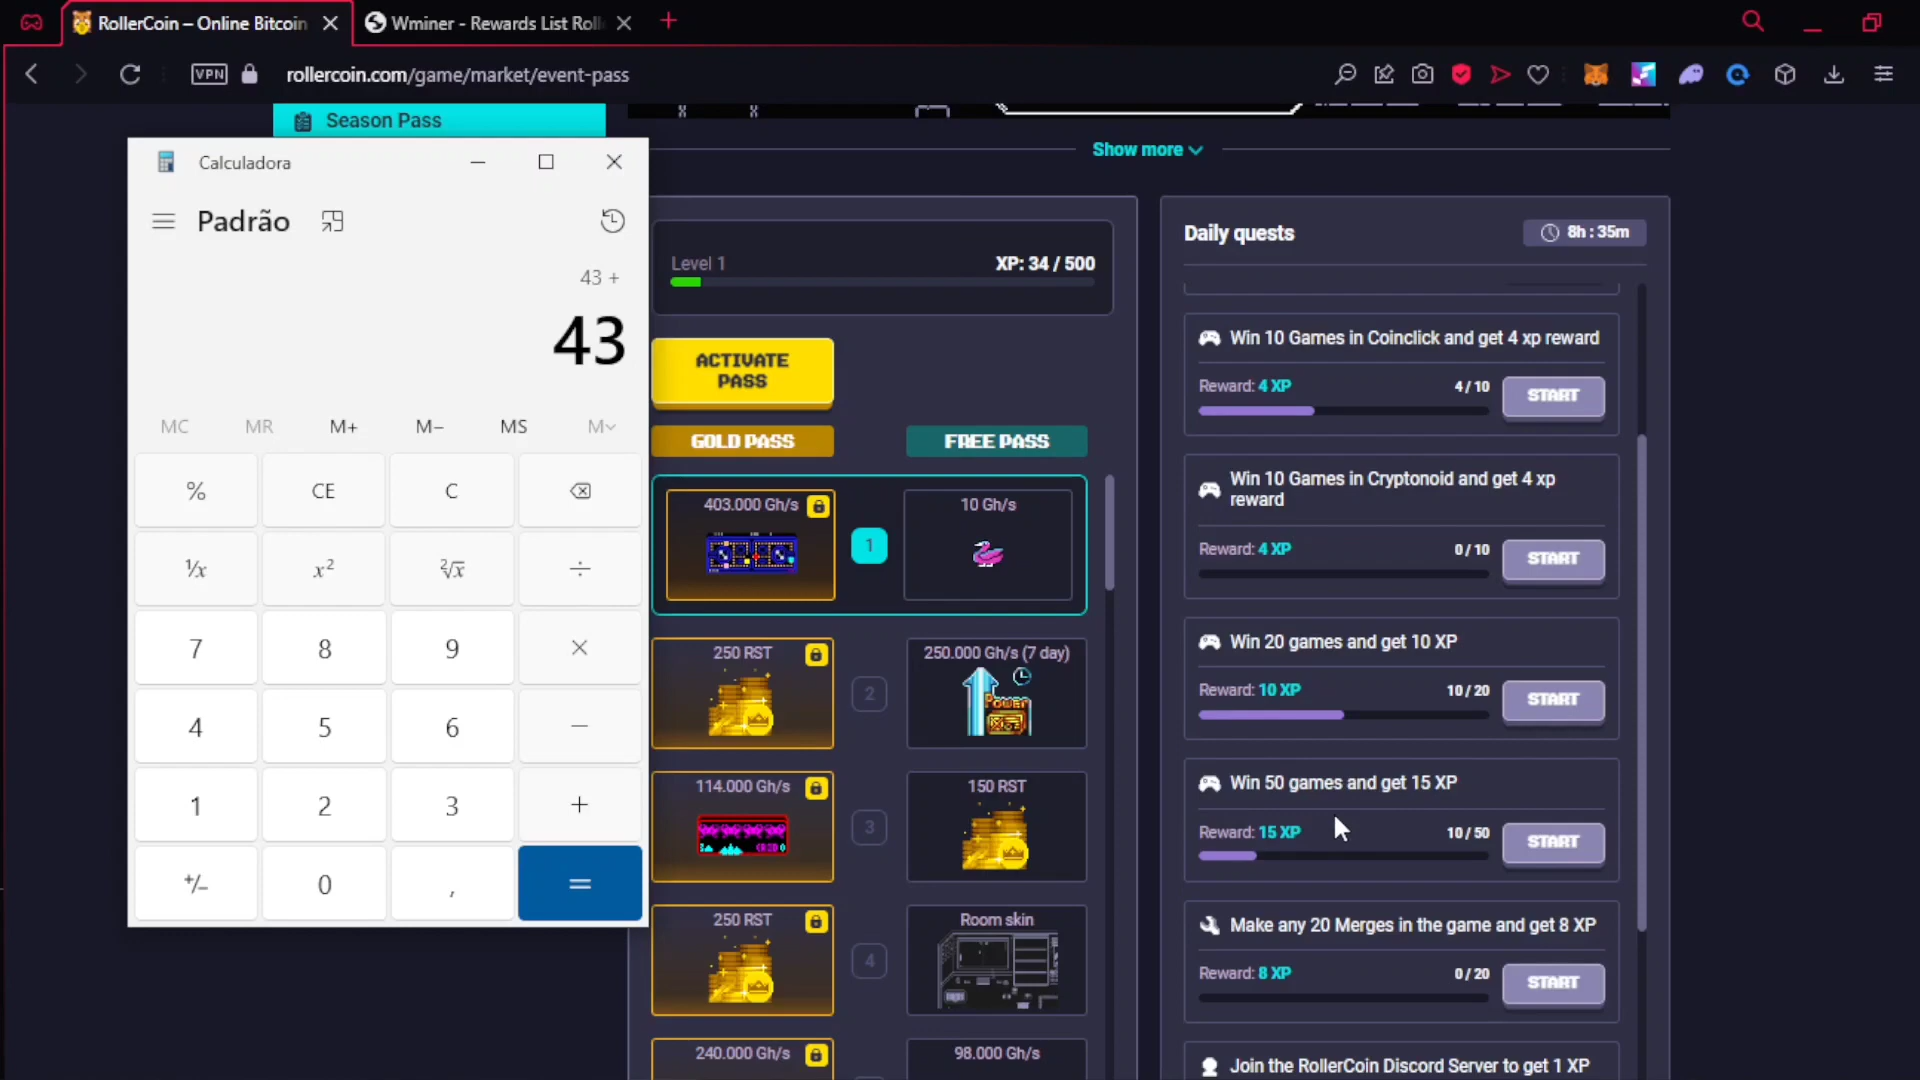 RollerCoin – Online Bitcoin
Wminer - Rewards List Roll
VPN
rollercoin.com/game/market/event-pass
Season Pass
Show more
Calculadora
Padrão
43 +
43
MC MR M+ M− MS M
% CE C
⅟x x² ²√x ÷
7 8 9 ×
4 5 6 −
1 2 3 +
+/− 0 , =
Level 1
XP: 34 / 500
ACTIVATE
PASS
GOLD PASS
FREE PASS
403.000 Gh/s
1
10 Gh/s
250 RST
2
250.000 Gh/s (7 day)
Power
114.000 Gh/s
3
150 RST
250 RST
4
Room skin
240.000 Gh/s
98.000 Gh/s
Daily quests
8h : 35m
Win 10 Games in Coinclick and get 4 xp reward
Reward: 4 XP
4 / 10
START
Win 10 Games in Cryptonoid and get 4 xp
reward
Reward: 4 XP
0 / 10
START
Win 20 games and get 10 XP
Reward: 10 XP
10 / 20
START
Win 50 games and get 15 XP
Reward: 15 XP
10 / 50
START
Make any 20 Merges in the game and get 8 XP
Reward: 8 XP
0 / 20
START
Join the RollerCoin Discord Server to get 1 XP